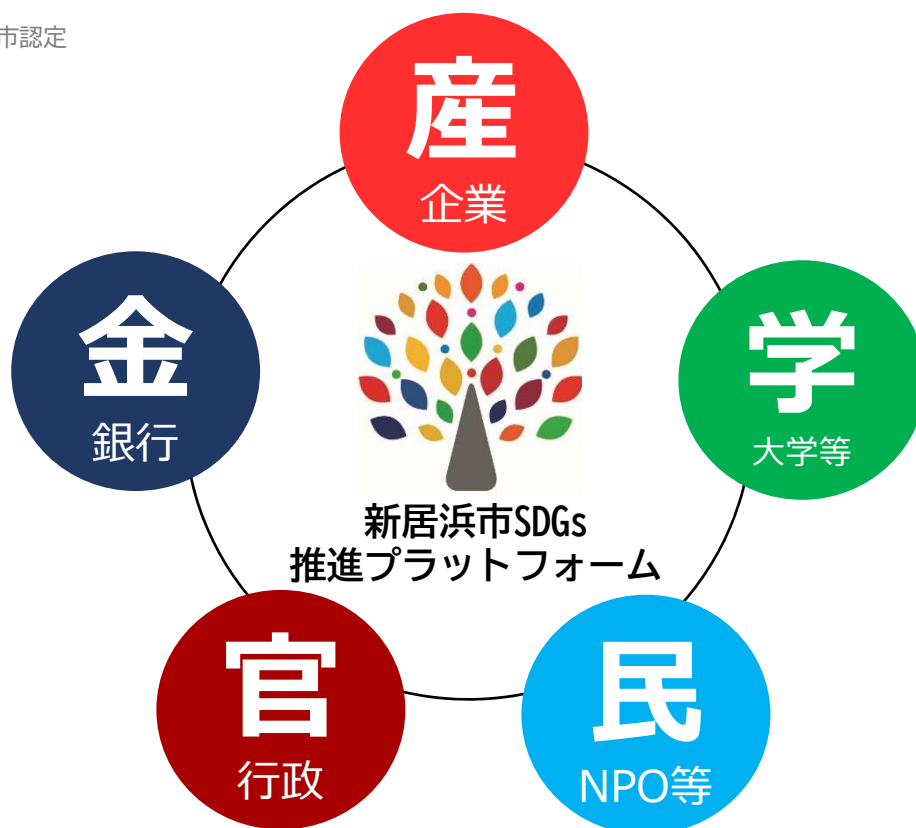 市認定
産
企業
金
銀行
学
大学等
新居浜市SDGs
推進プラットフォーム
官
行政
民
NPO等